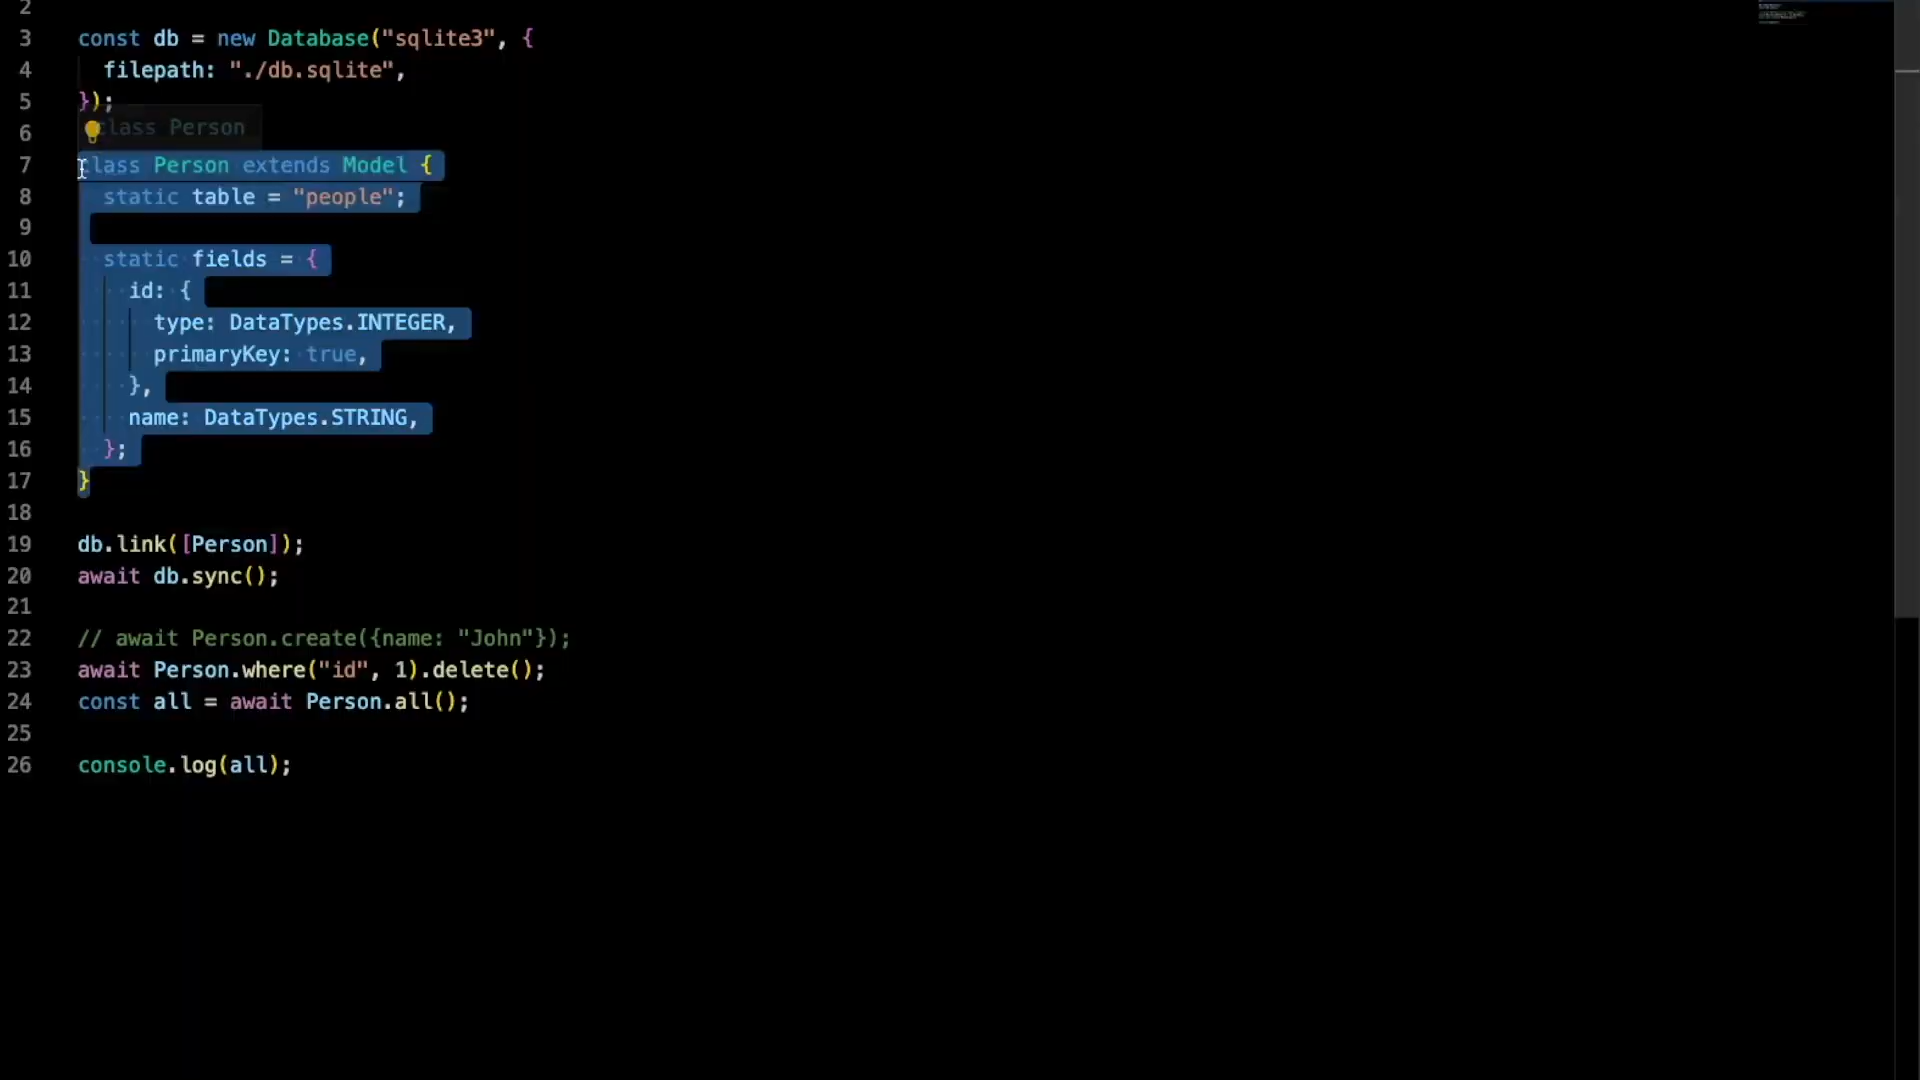 2
3 const db = new Database("sqlite3", {
4 filepath: "./db.sqlite",
5 });
class Person
6
7 class Person extends Model {
8 static table = "people";
9
10 static fields = {
11 id: {
12 type: DataTypes.INTEGER,
13 primaryKey: true,
14 },
15 name: DataTypes.STRING,
16 };
17 }
18
19 db.link([Person]);
20 await db.sync();
21
22 // await Person.create({name: "John"});
23 await Person.where("id", 1).delete();
24 const all = await Person.all();
25
26 console.log(all);